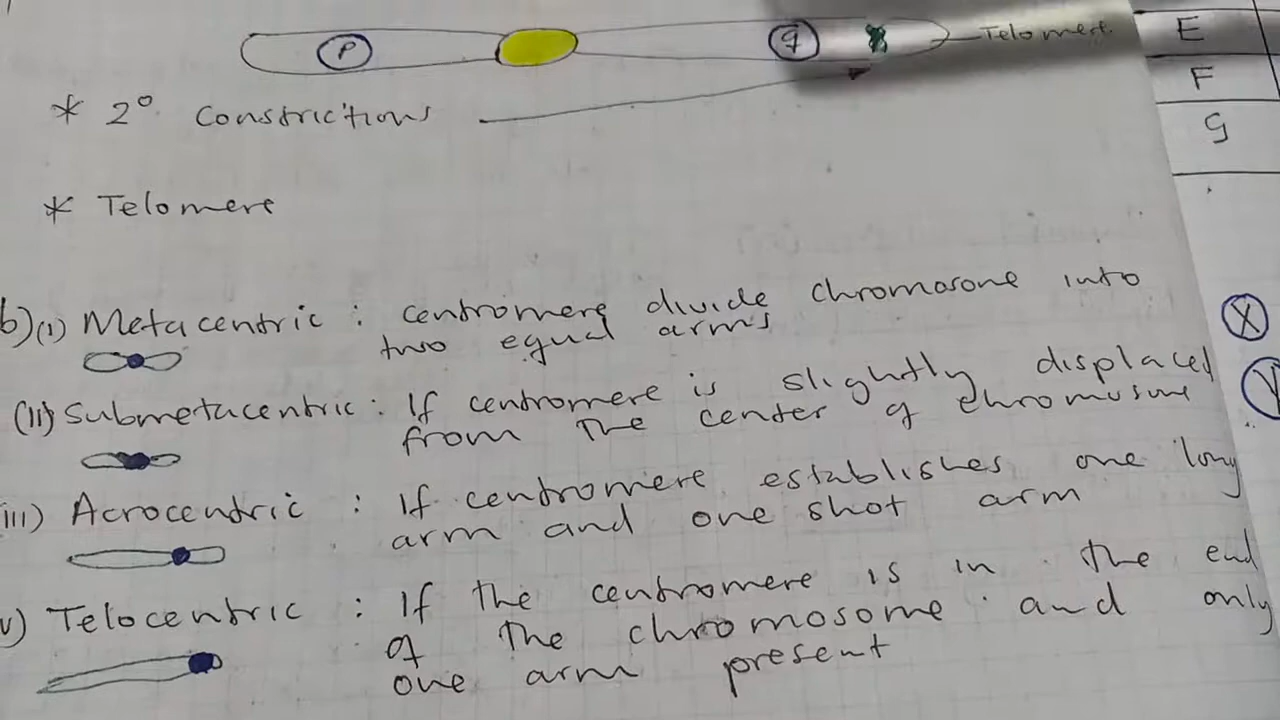 P
q
Telomere
* 2° Constrictions
* Telomere
b)(i) Metacentric : centromere divide chromosone into
two equal arms
(ii) Submetacentric : If centromere is slightly displaced
from the center of chromosome
iii) Acrocentric : If centromere establishes one long
arm and one shot arm
v) Telocentric : If the centromere is in the end
of the chromosome and only
one arm present
E
F
G
X
Y